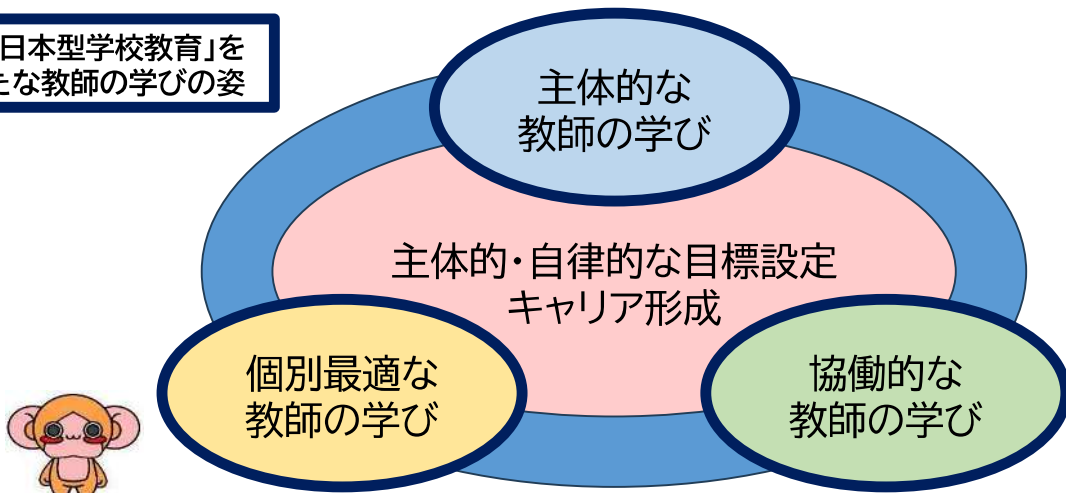 日本型学校教育」を
な教師の学びの姿
主体的な
教師の学び
主体的・自律的な目標設定
キャリア形成
個別最適な
教師の学び
協働的な
教師の学び